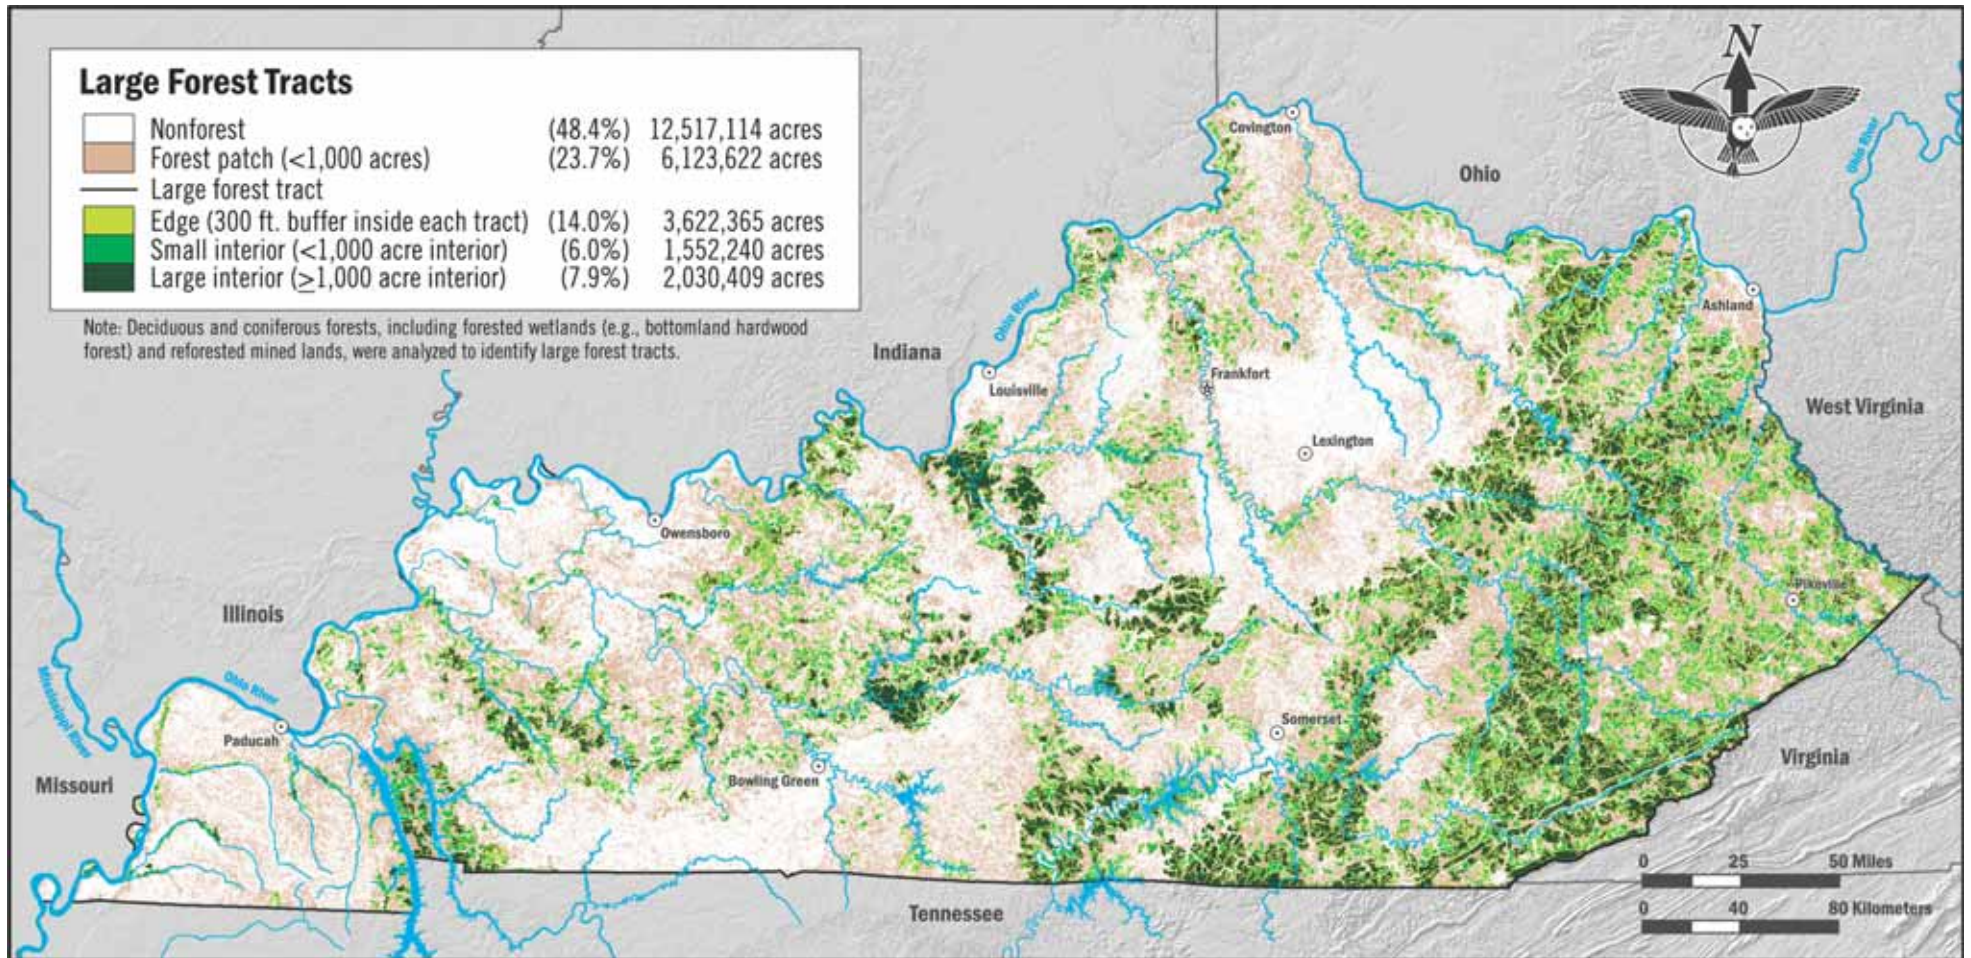 Large Forest Tracts
Nonforest (48.4%) 12,517,114 acres
Forest patch (<1,000 acres) (23.7%) 6,123,622 acres
Large forest tract
Edge (300 ft. buffer inside each tract) (14.0%) 3,622,365 acres
Small interior (<1,000 acre interior) (6.0%) 1,552,240 acres
Large interior (≥1,000 acre interior) (7.9%) 2,030,409 acres
Note: Deciduous and coniferous forests, including forested wetlands (e.g., bottomland hardwood
forest) and reforested mined lands, were analyzed to identify large forest tracts.
N
Covington
Ohio
Ohio River
Ashland
Ohio River
Indiana
Frankfort
Louisville
West Virginia
Lexington
Owensboro
Pikeville
Illinois
Ohio River
Mississippi River
Somerset
Paducah
Virginia
Bowling Green
Missouri
0 25 50 Miles
0 40 80 Kilometers
Tennessee